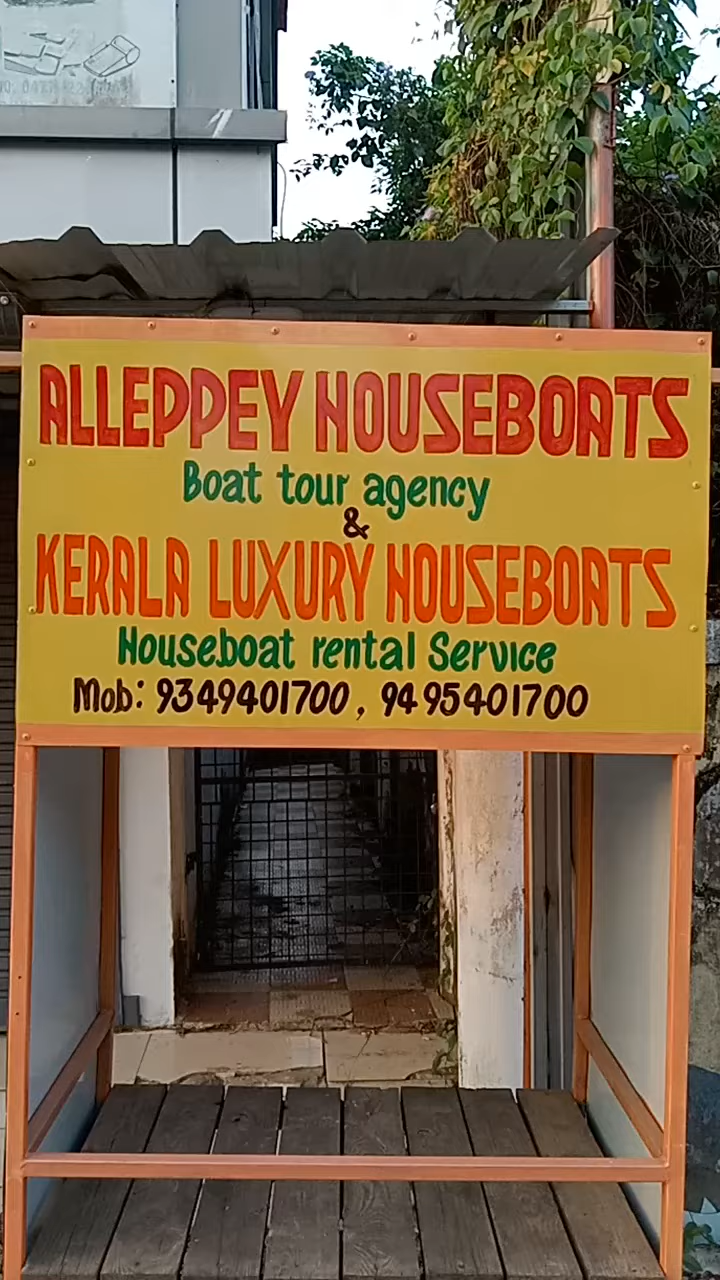 ALLEPPEY HOUSEBOATS
Boat tour agency
&
KERALA LUXURY HOUSEBOATS
Houseboat rental Service
Mob: 9349401700, 9495401700